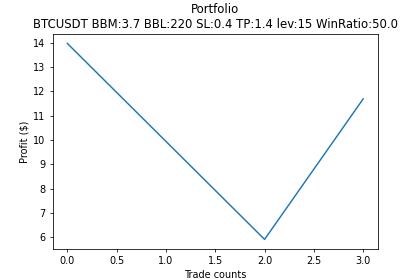 Portfolio
BTCUSDT BBM:3.7 BBL:220 SL:0.4 TP:1.4 lev:15 WinRatio:50.0
14
13
12
11
10
9
8
7
6
Profit ($)
0.0 0.5 1.0 1.5 2.0 2.5 3.0
Trade counts